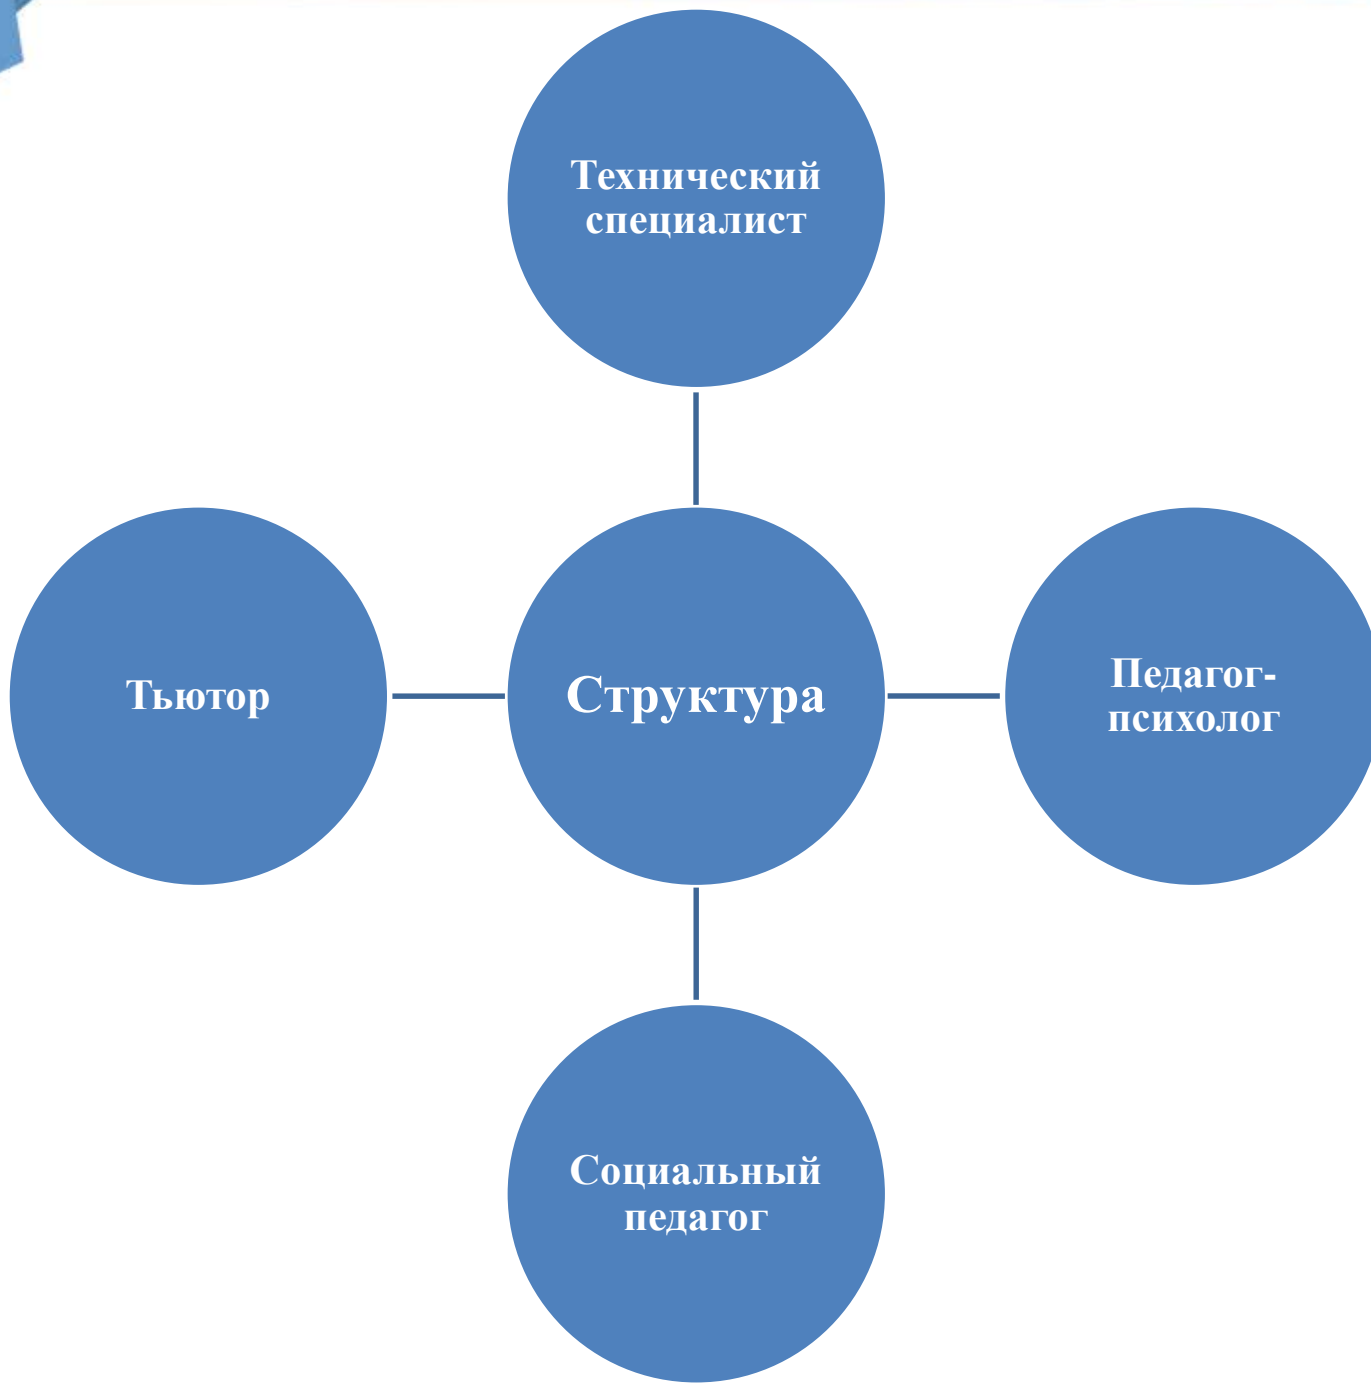 Технический
специалист
Тьютор
Структура
Педагог-
психолог
Социальный
педагог